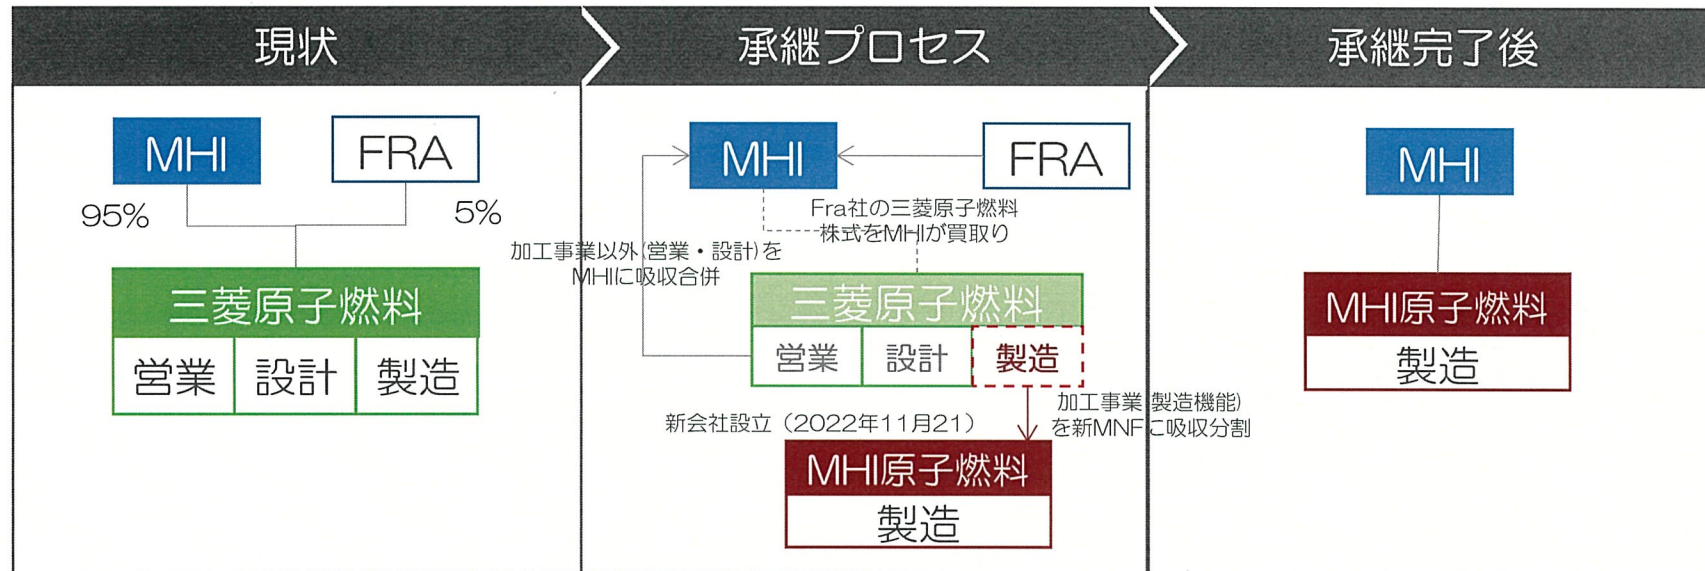 現状
承継プロセス
承継完了後
MHI
FRA
95%
5%
三菱原子燃料
営業
設計
製造
MHI
FRA
Fra社の三菱原子燃料
株式をMHIが買取り
加工事業以外(営業・設計)を
MHIに吸収合併
三菱原子燃料
営業
設計
製造
加工事業(製造機能)
を新MNFに吸収分割
新会社設立（2022年11月21）
MHI原子燃料
製造
MHI
MHI原子燃料
製造